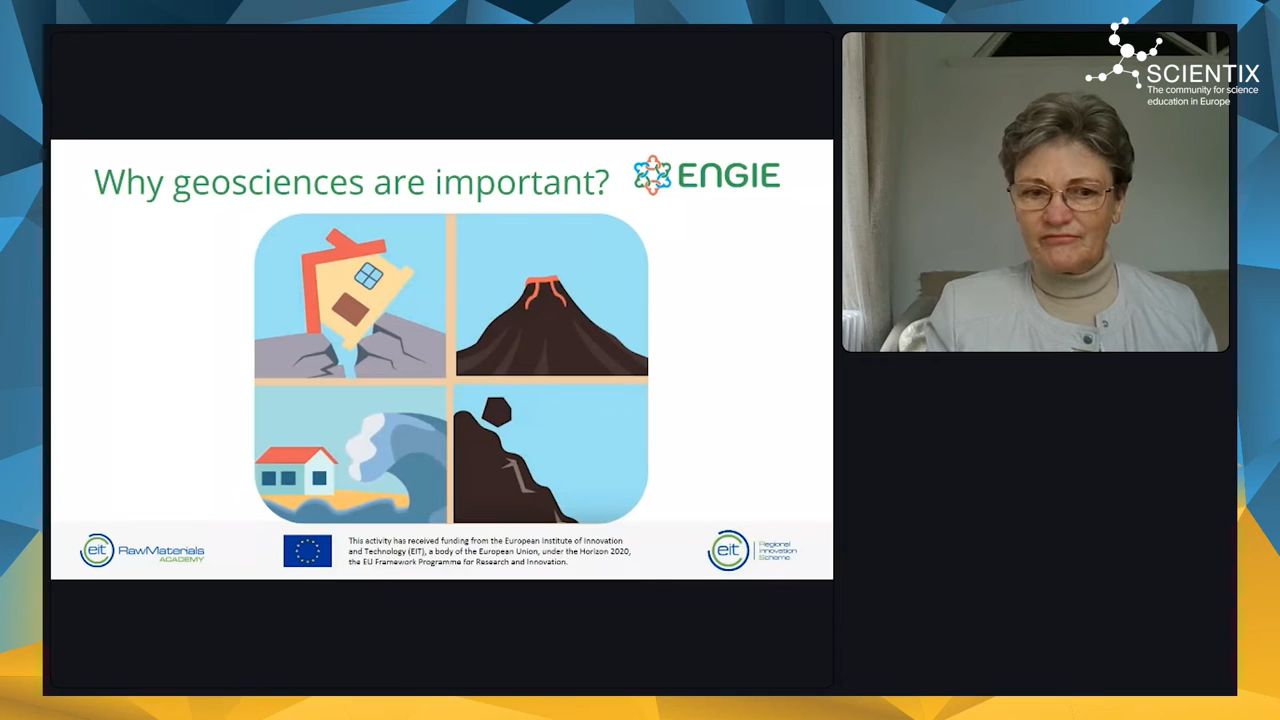 SCIENTIX
The community for science
education in Europe
Why geosciences are important?
ENGIE
eit RawMaterials
ACADEMY
This activity has received funding from the European Institute of Innovation
and Technology (EIT), a body of the European Union, under the Horizon 2020,
the EU Framework Programme for Research and Innovation.
eit Regional
Innovation
Scheme